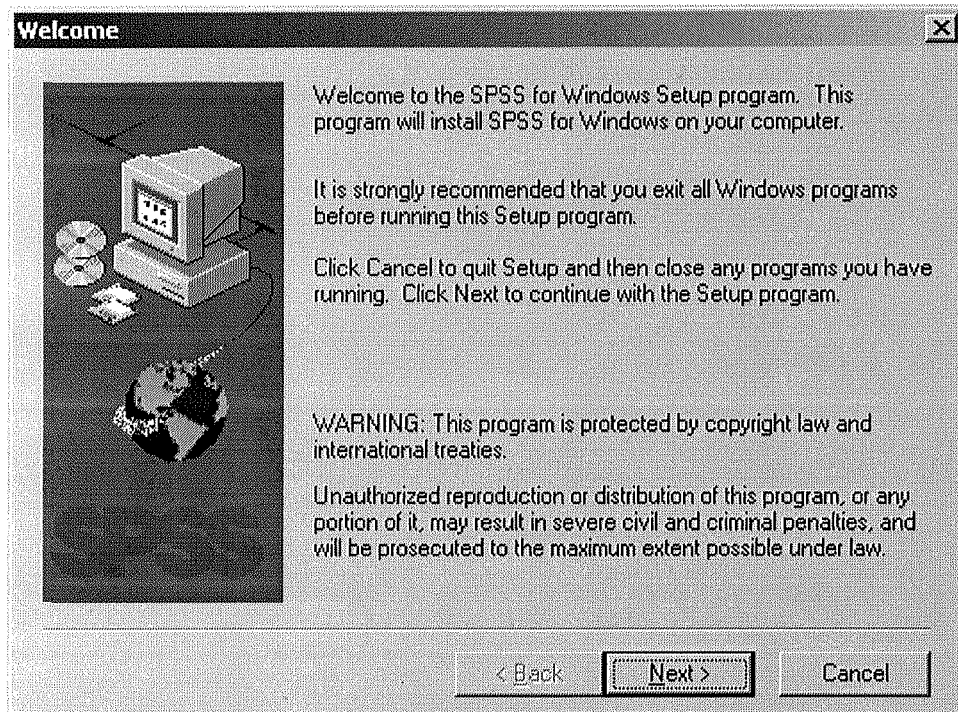 Welcome
Welcome to the SPSS for Windows Setup program. This
program will install SPSS for Windows on your computer.
It is strongly recommended that you exit all Windows programs
before running this Setup program.
Click Cancel to quit Setup and then close any programs you have
running. Click Next to continue with the Setup program.
WARNING: This program is protected by copyright law and
international treaties.
Unauthorized reproduction or distribution of this program, or any
portion of it, may result in severe civil and criminal penalties, and
will be prosecuted to the maximum extent possible under law.
SPSS
< Back
Next >
Cancel